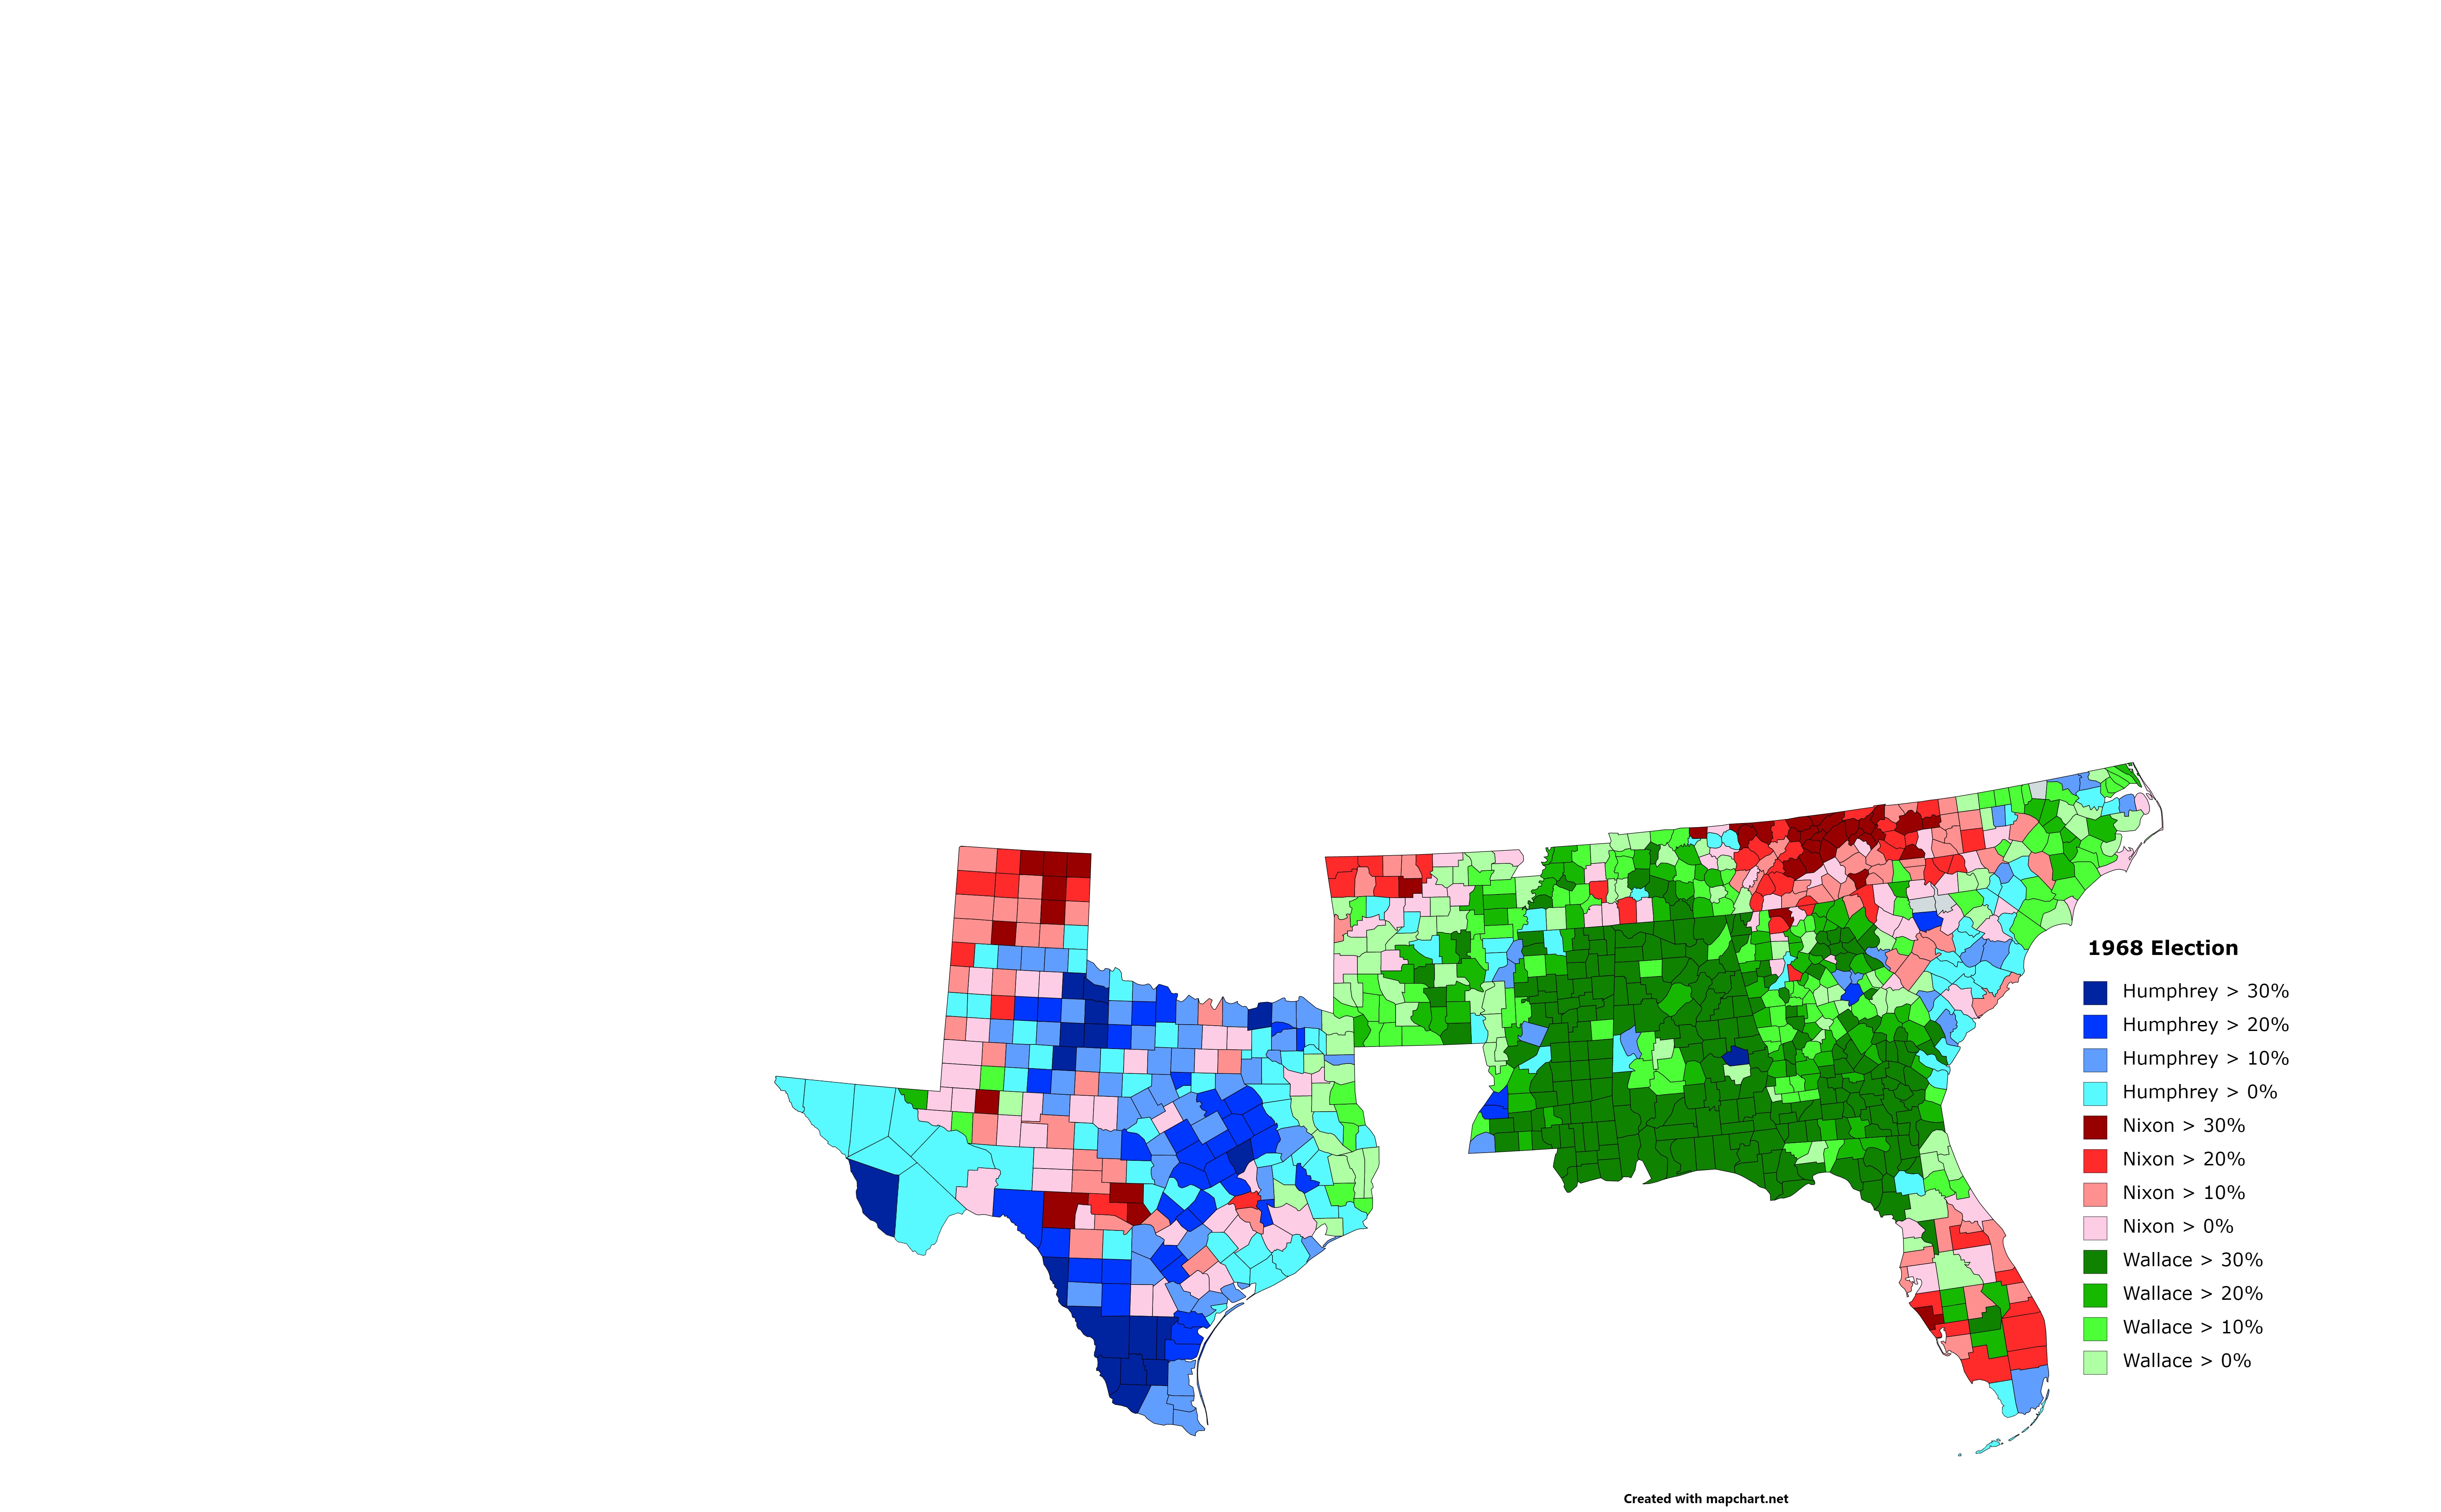 1968 Election
Humphrey > 30%
Humphrey > 20%
Humphrey > 10%
Humphrey > 0%
Nixon > 30%
Nixon > 20%
Nixon > 10%
Nixon > 0%
Wallace > 30%
Wallace > 20%
Wallace > 10%
Wallace > 0%
Created with mapchart.net